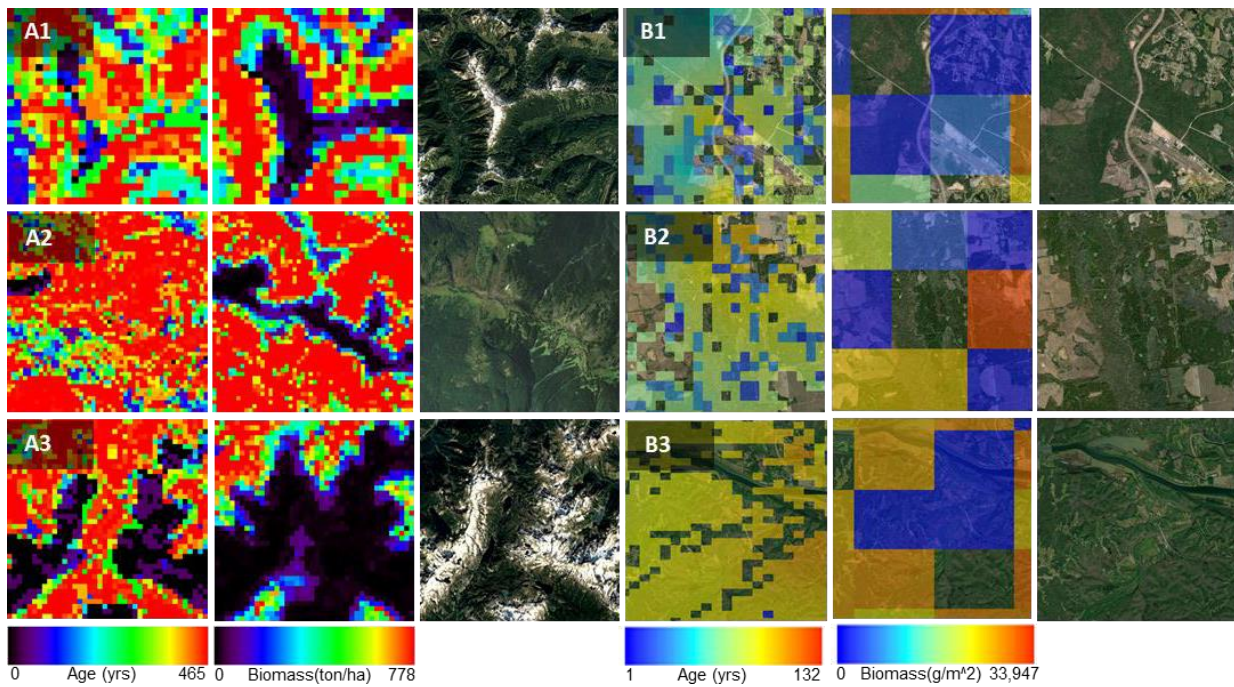 A1
B1
A2
B2
A3
B3
0 Age (yrs) 465
0 Biomass(ton/ha) 778
1 Age (yrs) 132
0 Biomass(g/m^2) 33,947